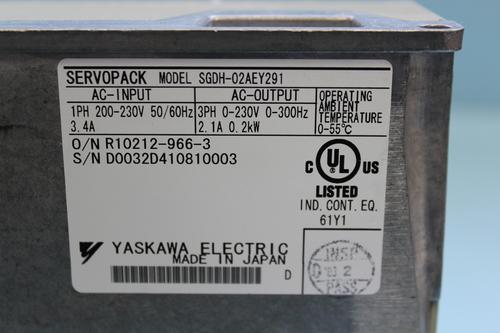 SERVOPACK MODEL SGDH-02AEY291
AC-INPUT AC-OUTPUT OPERATING AMBIENT TEMPERATURE
1PH 200-230V 50/60Hz 3PH 0-230V 0-300Hz
3.4A 2.1A 0.2kW 0-55℃
O/N R10212-966-3
S/N D0032D410810003
C UL US
LISTED
IND. CONT. EQ.
61Y1
YASKAWA ELECTRIC
MADE IN JAPAN
D
INSP
2
PASS